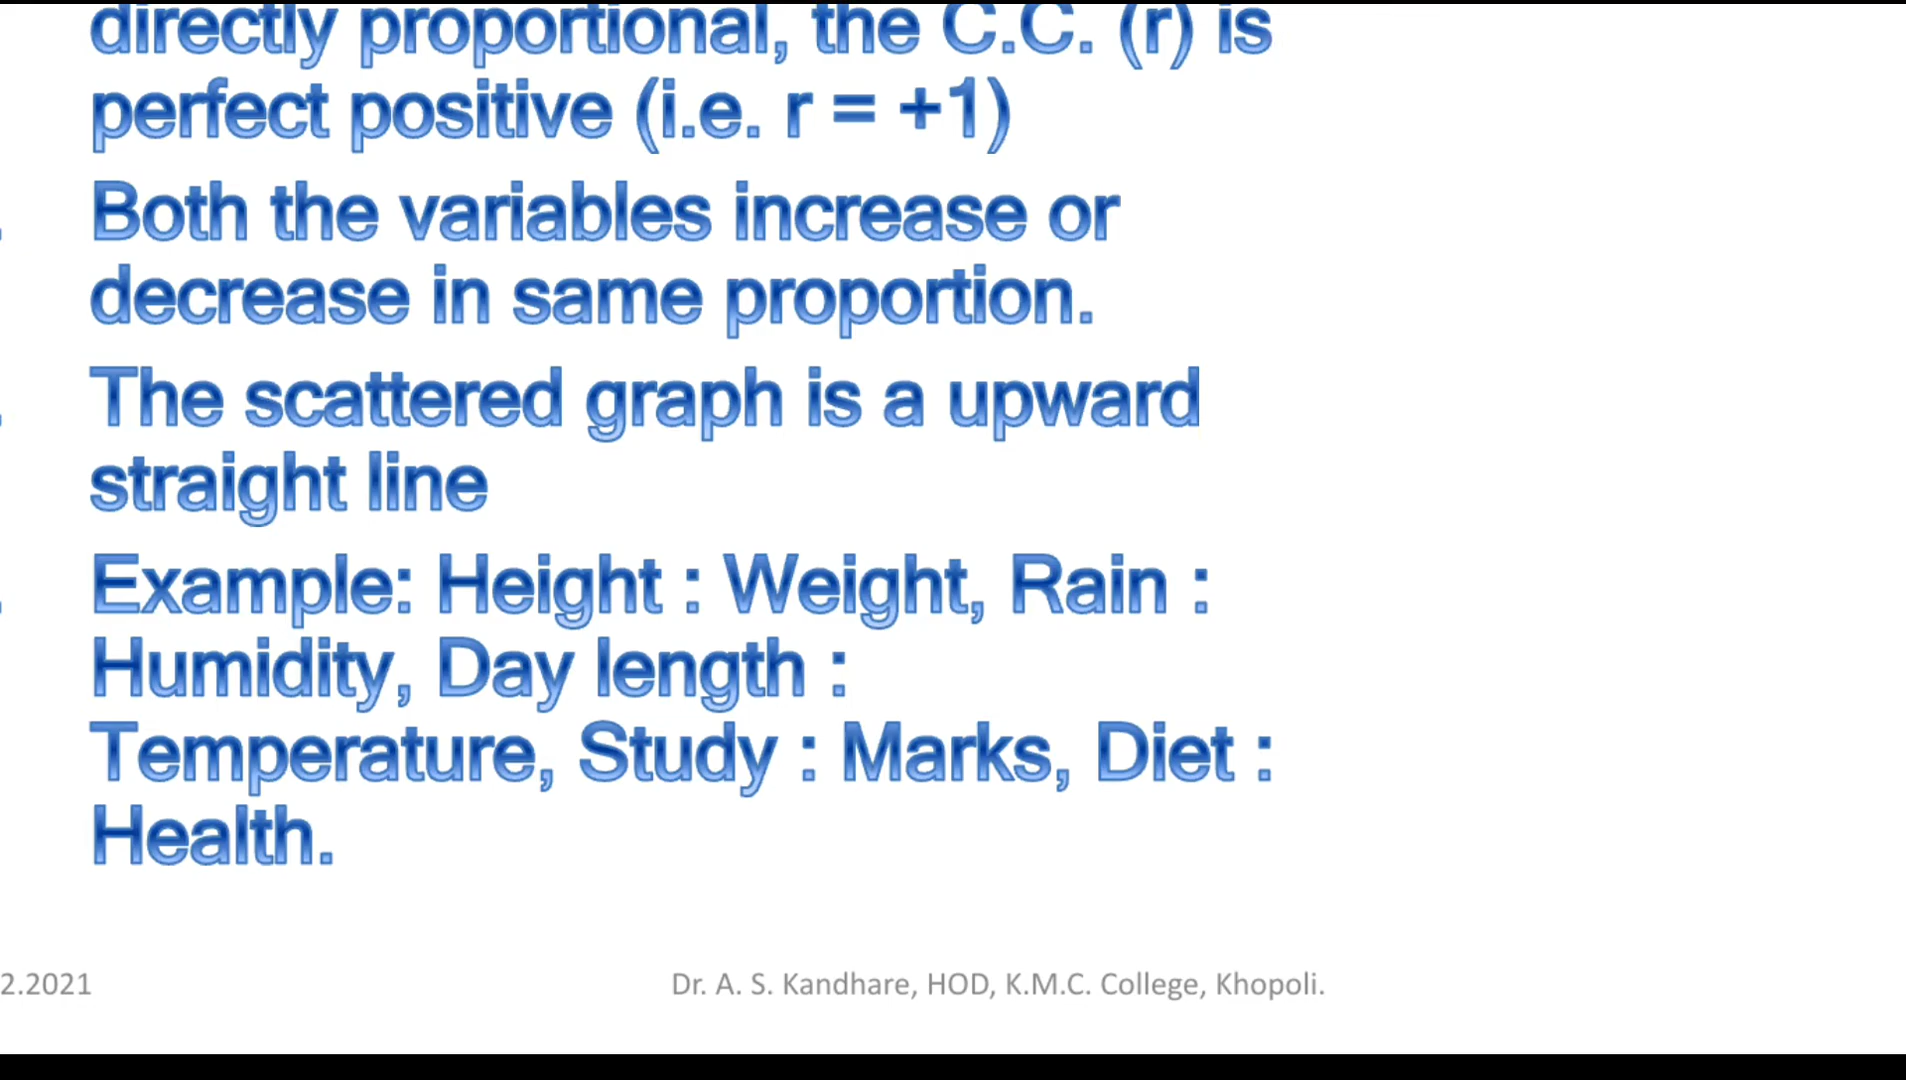 directly proportional, the C.C. (r) is
perfect positive (i.e. r = +1)
Both the variables increase or
decrease in same proportion.
The scattered graph is a upward
straight line
Example: Height : Weight, Rain :
Humidity, Day length :
Temperature, Study : Marks, Diet :
Health.
2.2021
Dr. A. S. Kandhare, HOD, K.M.C. College, Khopoli.